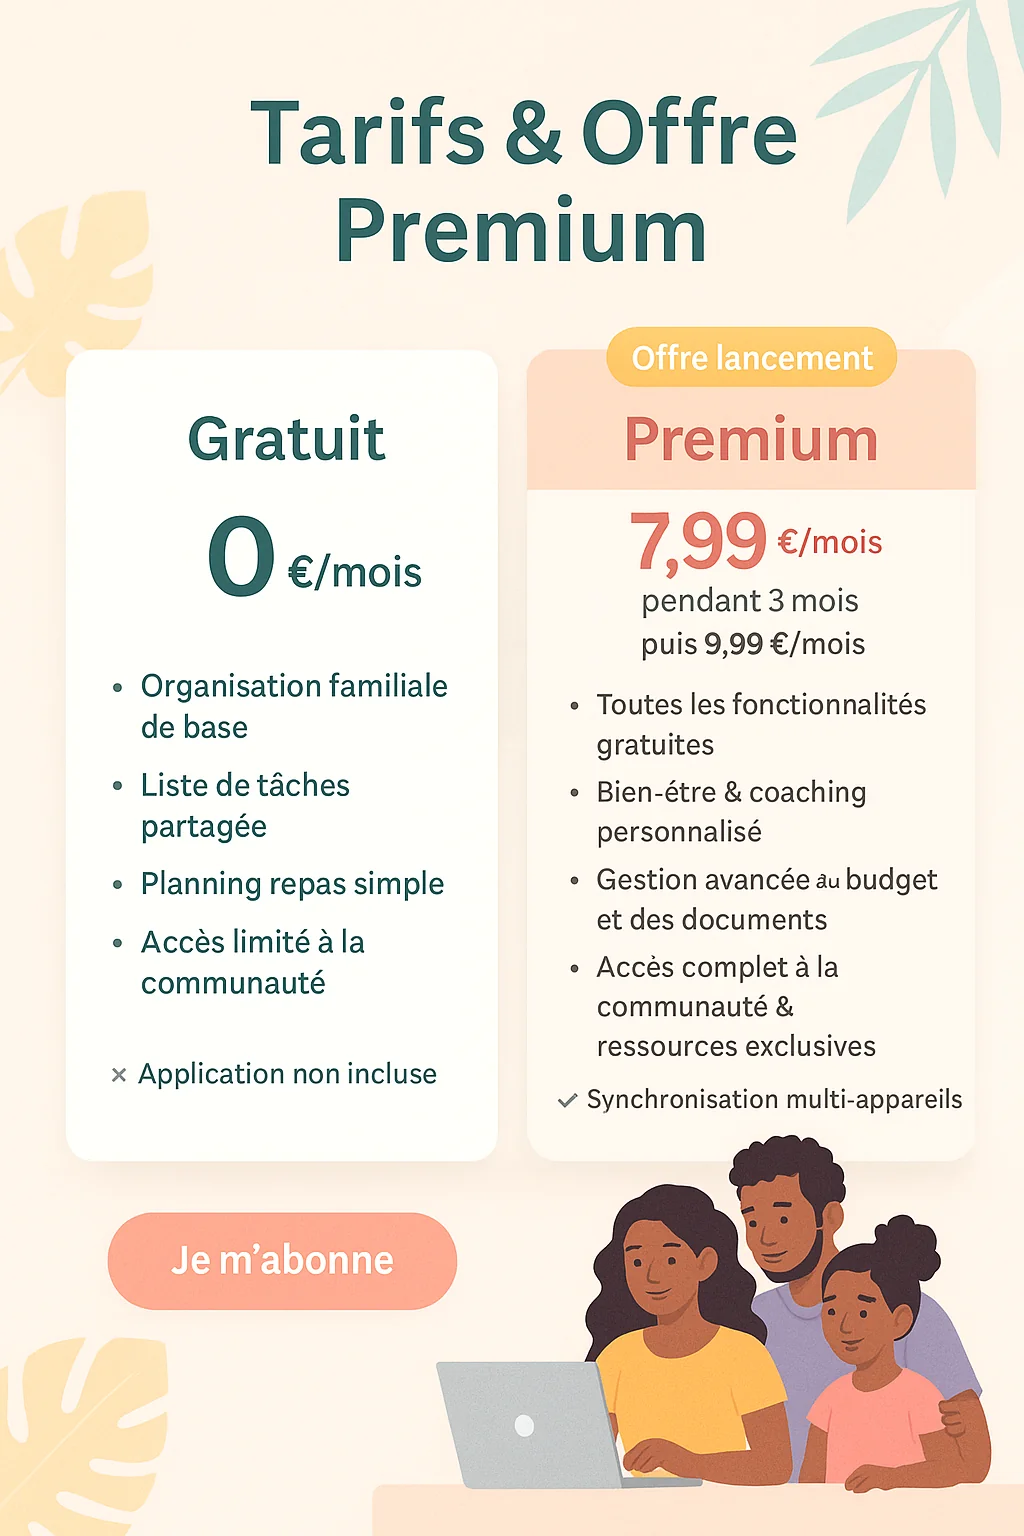 Tarifs & Offre
Premium
Gratuit
0 €/mois
• Organisation familiale
de base
• Liste de tâches
partagée
• Planning repas simple
• Accès limité à la
communauté
× Application non incluse
Offre lancement
Premium
7,99 €/mois
pendant 3 mois
puis 9,99 €/mois
• Toutes les fonctionnalités
gratuites
• Bien-étre & coaching
personnalisé
• Gestion avancée au budget
et des documents
• Accès complet à la
communauté &
ressources exclusives
✓ Synchronisation multi-appareils
Je m’abonne